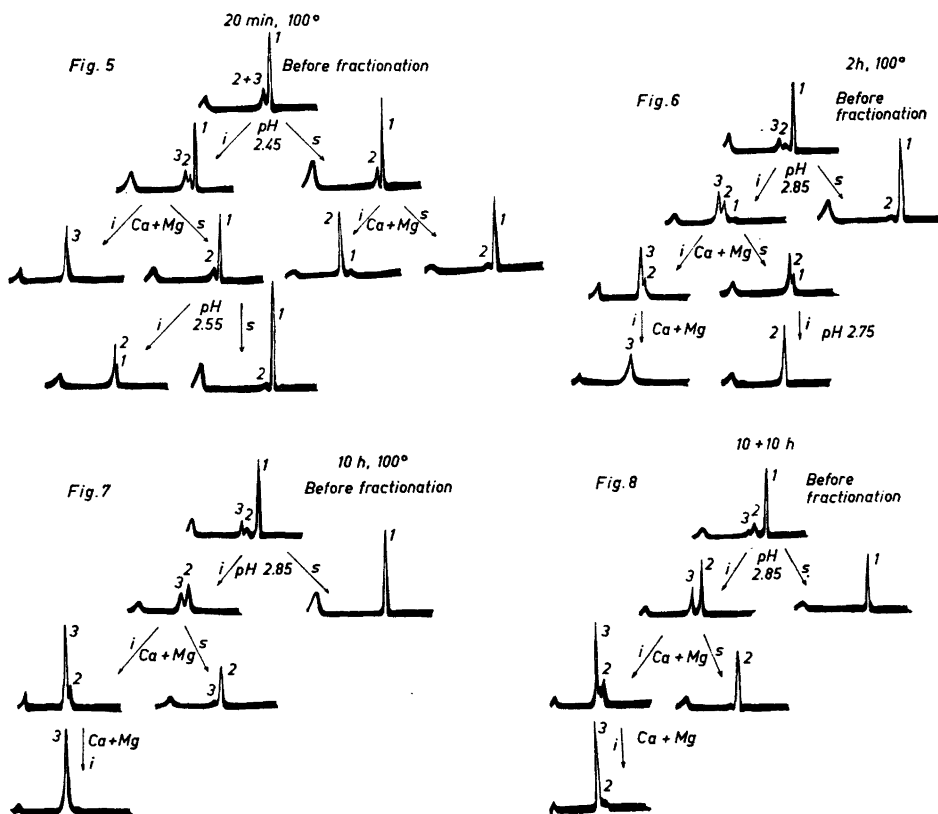 Fig. 5
20 min, 100°
Before fractionation
1
2+3
i
pH
2.45
s
3 2 1
2 1
i
Ca+Mg
s
i
Ca+Mg
s
3
2 1
2 1
2 1
i
pH
2.55
s
2
1
2 1
Fig. 6
2h, 100°
Before
fractionation
3 2 1
i
pH
2.85
s
3 2 1
2 1
i
Ca+Mg
s
3
2
2
1
i
Ca+Mg
i
pH 2.75
3
2
Fig. 7
10 h, 100°
Before fractionation
3 2 1
i
pH 2.85
s
3 2
1
i
Ca+Mg
s
3
2
3 2
Ca+Mg
i
3
Fig. 8
10+10 h
Before
fractionation
3 2 1
i
pH
2.85
s
3 2
1
i
Ca+Mg
s
3
2
2
i
Ca+Mg
3
2